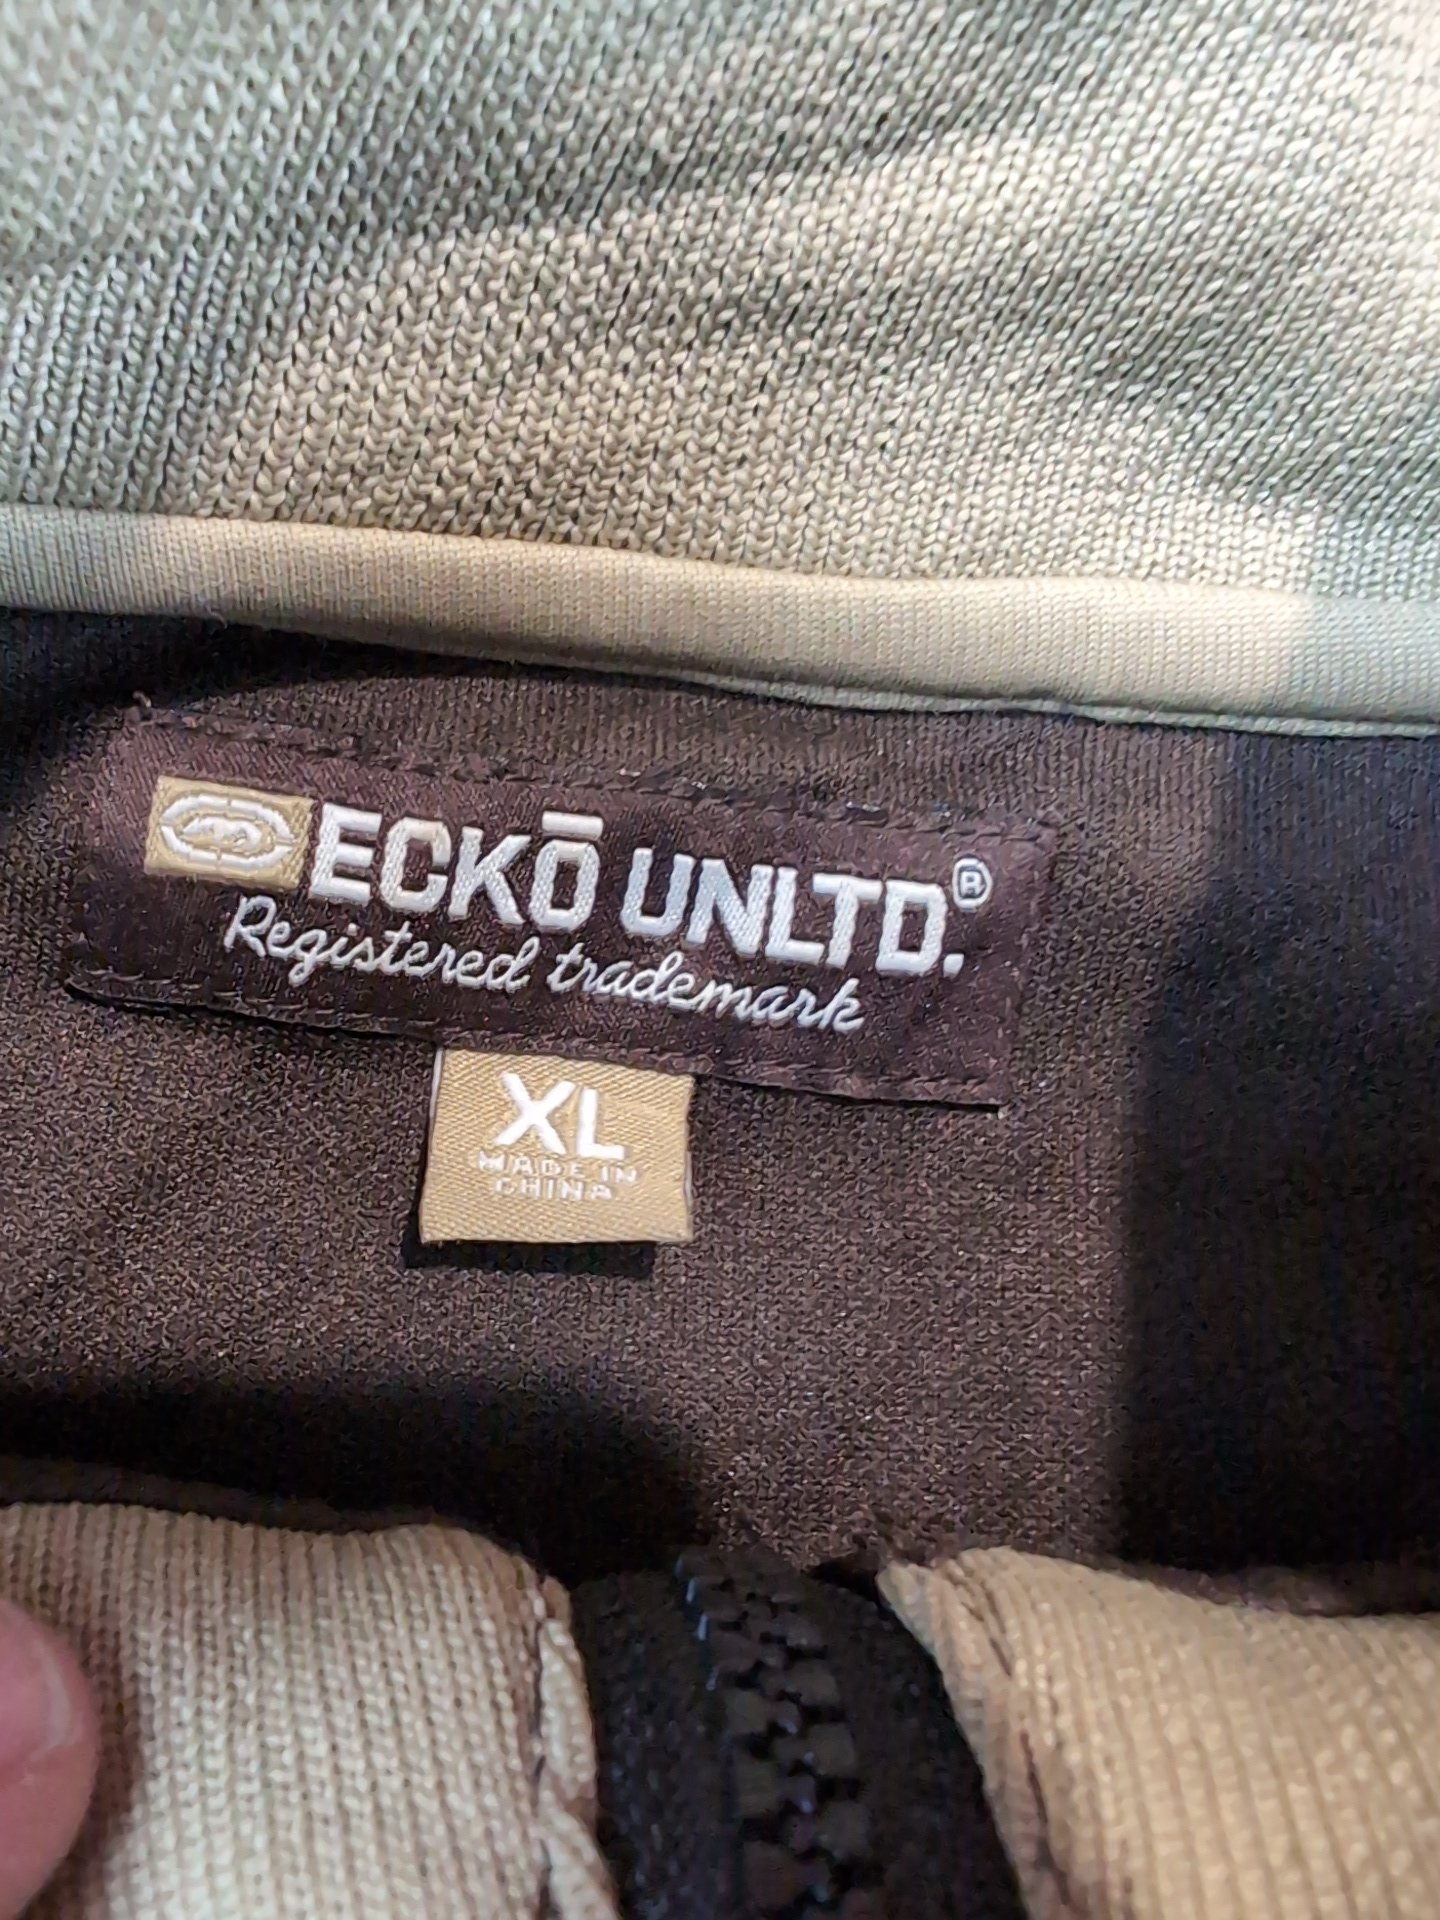 ECKŌ UNLTD.®
Registered trademark
XL
MADE IN
CHINA